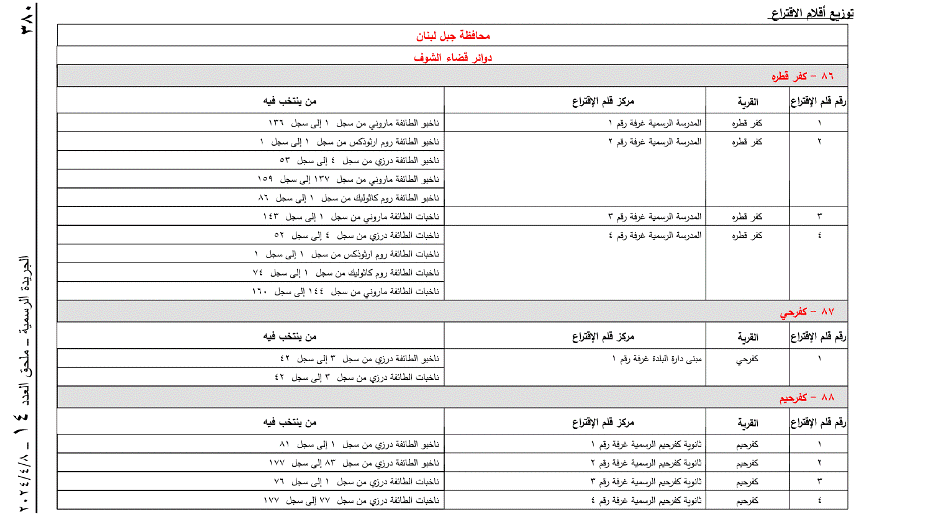 توزيع أقلام الاقتراع
محافظة جبل لبنان
دوائر قضاء الشوف
٨٦ - كفر قطره
رقم قلم الإقتراع القرية مركز قلم الإقتراع من ينتخب فيه
١ كفر قطره المدرسة الرسمية غرفة رقم ١ ناخبو الطائفة ماروني من سجل ١ إلى سجل ١٣٦
٢ كفر قطره المدرسة الرسمية غرفة رقم ٢ ناخبو الطائفة روم ارثوذكس من سجل ١ إلى سجل ١
ناخبو الطائفة درزي من سجل ٤ إلى سجل ٥٣
ناخبو الطائفة ماروني من سجل ١٣٧ إلى سجل ١٥٩
ناخبو الطائفة روم كاثوليك من سجل ١ إلى سجل ٨٦
٣ كفر قطره المدرسة الرسمية غرفة رقم ٣ ناخبات الطائفة ماروني من سجل ١ إلى سجل ١٤٣
٤ كفر قطره المدرسة الرسمية غرفة رقم ٤ ناخبات الطائفة درزي من سجل ٤ إلى سجل ٥٢
ناخبات الطائفة روم ارثوذكس من سجل ١ إلى سجل ١
ناخبات الطائفة روم كاثوليك من سجل ١ إلى سجل ٧٤
ناخبات الطائفة ماروني من سجل ١٤٤ إلى سجل ١٦٠
٨٧ - كفرحي
رقم قلم الإقتراع القرية مركز قلم الإقتراع من ينتخب فيه
١ كفرحي مبنى دارة البلدة غرفة رقم ١ ناخبو الطائفة درزي من سجل ٣ إلى سجل ٤٢
ناخبات الطائفة درزي من سجل ٣ إلى سجل ٤٢
٨٨ - كفرحيم
رقم قلم الإقتراع القرية مركز قلم الإقتراع من ينتخب فيه
١ كفرحيم ثانوية كفرحيم الرسمية غرفة رقم ١ ناخبو الطائفة درزي من سجل ١ إلى سجل ٨١
٢ كفرحيم ثانوية كفرحيم الرسمية غرفة رقم ٢ ناخبو الطائفة درزي من سجل ٨٣ إلى سجل ١٧٧
٣ كفرحيم ثانوية كفرحيم الرسمية غرفة رقم ٣ ناخبات الطائفة درزي من سجل ١ إلى سجل ٧٦
٤ كفرحيم ثانوية كفرحيم الرسمية غرفة رقم ٤ ناخبات الطائفة درزي من سجل ٧٧ إلى سجل ١٧٧
٣٨٠
الجريدة الرسمية - ملحق العدد ١٤ - ٢٠٢٤/٤/٨